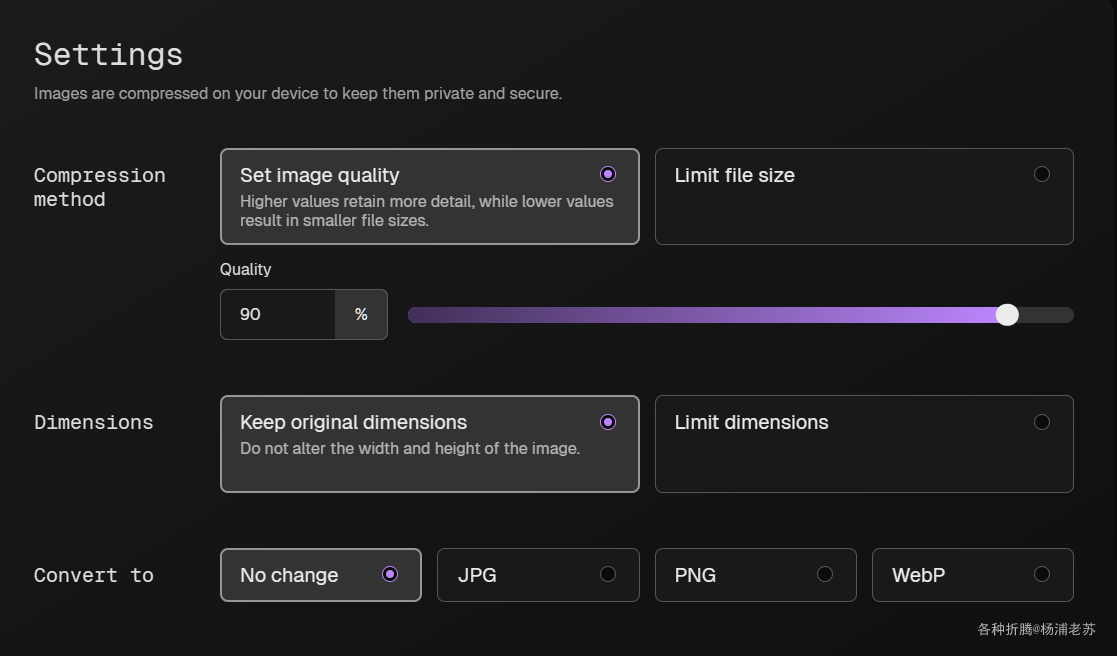 Settings
Images are compressed on your device to keep them private and secure.
Compression
method
Set image quality
Higher values retain more detail, while lower values
result in smaller file sizes.
Limit file size
Quality
90
%
Dimensions
Keep original dimensions
Do not alter the width and height of the image.
Limit dimensions
Convert to
No change
JPG
PNG
WebP
各种折腾@杨浦老苏